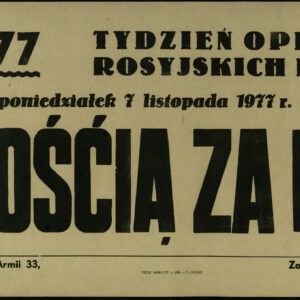 77 TYDZIEŃ OP
ROSYJSKICH
poniedziałek 7 listopada 1977 r.
OŚCIĄ ZA
Armii 33, Za